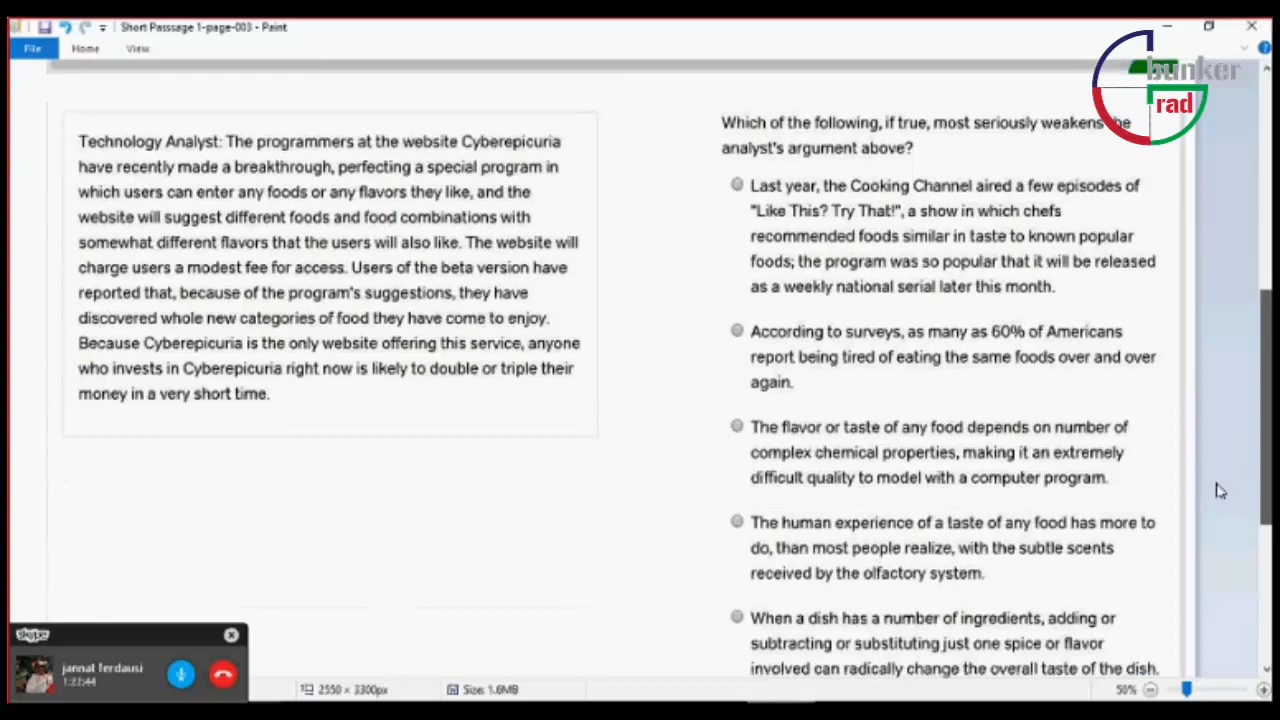 Short Passsage 1-page-003 - Paint
File Home View
bunker
rad
Technology Analyst: The programmers at the website Cyberepicuria
have recently made a breakthrough, perfecting a special program in
which users can enter any foods or any flavors they like, and the
website will suggest different foods and food combinations with
somewhat different flavors that the users will also like. The website will
charge users a modest fee for access. Users of the beta version have
reported that, because of the program's suggestions, they have
discovered whole new categories of food they have come to enjoy.
Because Cyberepicuria is the only website offering this service, anyone
who invests in Cyberepicuria right now is likely to double or triple their
money in a very short time.
Which of the following, if true, most seriously weakens the
analyst's argument above?
Last year, the Cooking Channel aired a few episodes of
"Like This? Try That!", a show in which chefs
recommended foods similar in taste to known popular
foods; the program was so popular that it will be released
as a weekly national serial later this month.
According to surveys, as many as 60% of Americans
report being tired of eating the same foods over and over
again.
The flavor or taste of any food depends on number of
complex chemical properties, making it an extremely
difficult quality to model with a computer program.
The human experience of a taste of any food has more to
do, than most people realize, with the subtle scents
received by the olfactory system.
When a dish has a number of ingredients, adding or
subtracting or substituting just one spice or flavor
involved can radically change the overall taste of the dish.
skype
jannat ferdausi
1:22:44
2550 × 3300px
Size: 1.6MB
50%